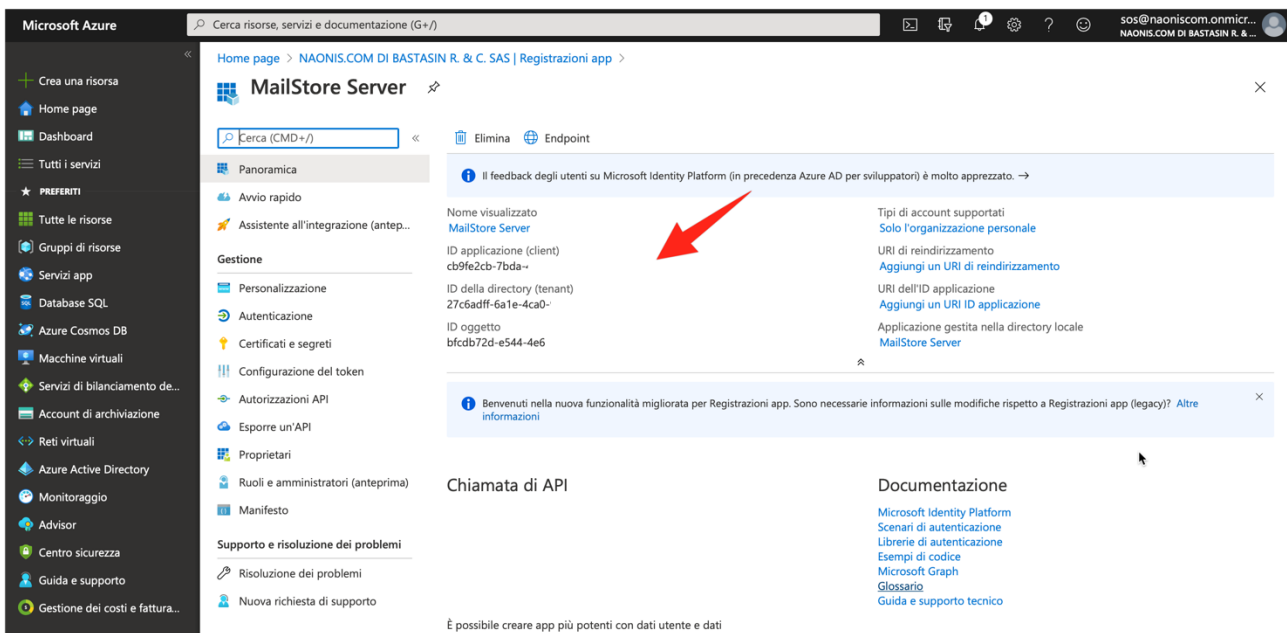 Microsoft Azure
Cerca risorse, servizi e documentazione (G+/)
1
sos@naoniscom.onmicr...
NAONIS.COM DI BASTASIN R. & ...
Crea una risorsa
Home page
Dashboard
Tutti i servizi
PREFERITI
Tutte le risorse
Gruppi di risorse
Servizi app
Database SQL
Azure Cosmos DB
Macchine virtuali
Servizi di bilanciamento de...
Account di archiviazione
Reti virtuali
Azure Active Directory
Monitoraggio
Advisor
Centro sicurezza
Guida e supporto
Gestione dei costi e fattura...
Home page > NAONIS.COM DI BASTASIN R. & C. SAS | Registrazioni app >
MailStore Server
Cerca (CMD+/)
Panoramica
Avvio rapido
Assistente all'integrazione (antep...
Gestione
Personalizzazione
Autenticazione
Certificati e segreti
Configurazione del token
Autorizzazioni API
Esporre un'API
Proprietari
Ruoli e amministratori (anteprima)
Manifesto
Supporto e risoluzione dei problemi
Risoluzione dei problemi
Nuova richiesta di supporto
Elimina
Endpoint
Il feedback degli utenti su Microsoft Identity Platform (in precedenza Azure AD per sviluppatori) è molto apprezzato. →
Nome visualizzato
MailStore Server
ID applicazione (client)
cb9fe2cb-7bda-
ID della directory (tenant)
27c6adff-6a1e-4ca0-
ID oggetto
bfcdb72d-e544-4e6
Tipi di account supportati
Solo l'organizzazione personale
URI di reindirizzamento
Aggiungi un URI di reindirizzamento
URI dell'ID applicazione
Aggiungi un URI ID applicazione
Applicazione gestita nella directory locale
MailStore Server
Benvenuti nella nuova funzionalità migliorata per Registrazioni app. Sono necessarie informazioni sulle modifiche rispetto a Registrazioni app (legacy)? Altre
informazioni
Chiamata di API
È possibile creare app più potenti con dati utente e dati
Documentazione
Microsoft Identity Platform
Scenari di autenticazione
Librerie di autenticazione
Esempi di codice
Microsoft Graph
Glossario
Guida e supporto tecnico